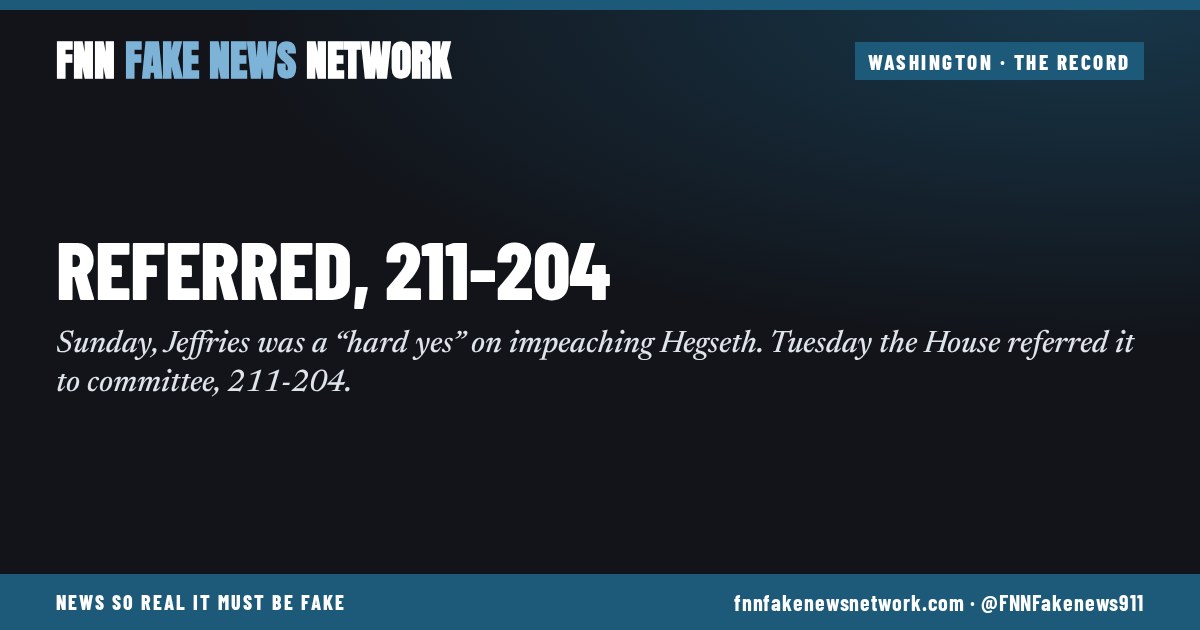 FNN FAKE NEWS NETWORK
WASHINGTON · THE RECORD
REFERRED, 211–204
Sunday, Jeffries was a “hard yes” on impeaching Hegseth. Tuesday the House referred it
to committee, 211-204.
NEWS SO REAL IT MUST BE FAKE
fnnfakenewsnetwork.com · @FNNFakenews911